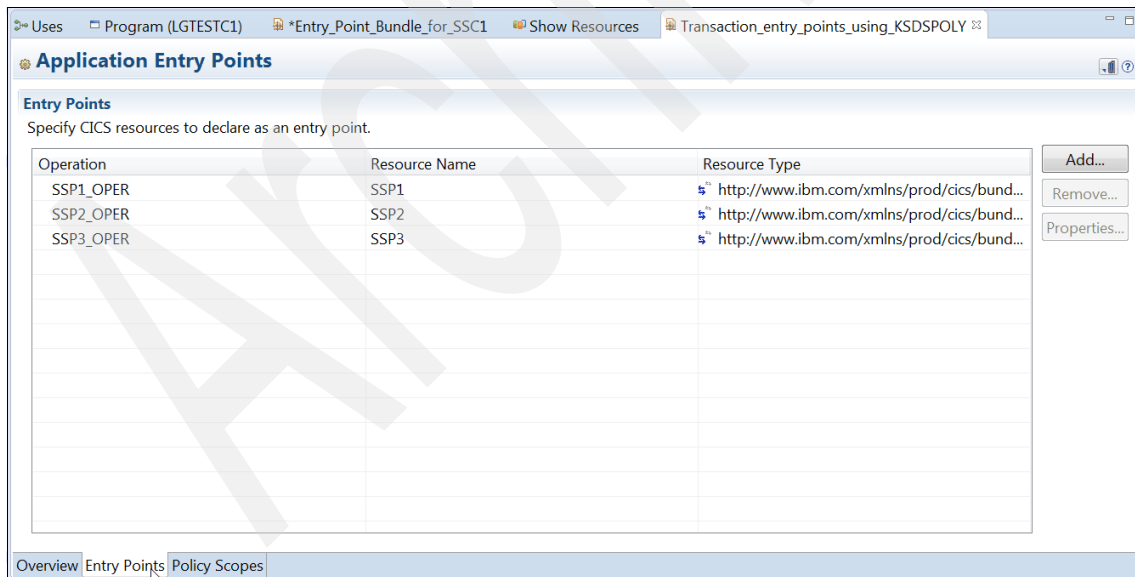 Uses Program (LGTESTC1) *Entry_Point_Bundle_for_SSC1 Show Resources Transaction_entry_points_using_KSDSPOLY
Application Entry Points
Entry Points
Specify CICS resources to declare as an entry point.
Operation Resource Name Resource Type Add...
SSP1_OPER SSP1 http://www.ibm.com/xmlns/prod/cics/bund... Remove...
SSP2_OPER SSP2 http://www.ibm.com/xmlns/prod/cics/bund...
SSP3_OPER SSP3 http://www.ibm.com/xmlns/prod/cics/bund... Properties...
Overview Entry Points Policy Scopes